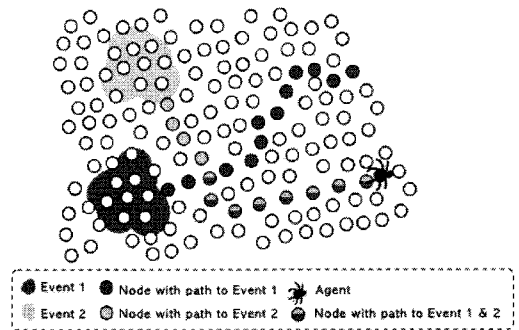 Event 1 Node with path to Event 1 Agent
Event 2 Node with path to Event 2 Node with path to Event 1 & 2